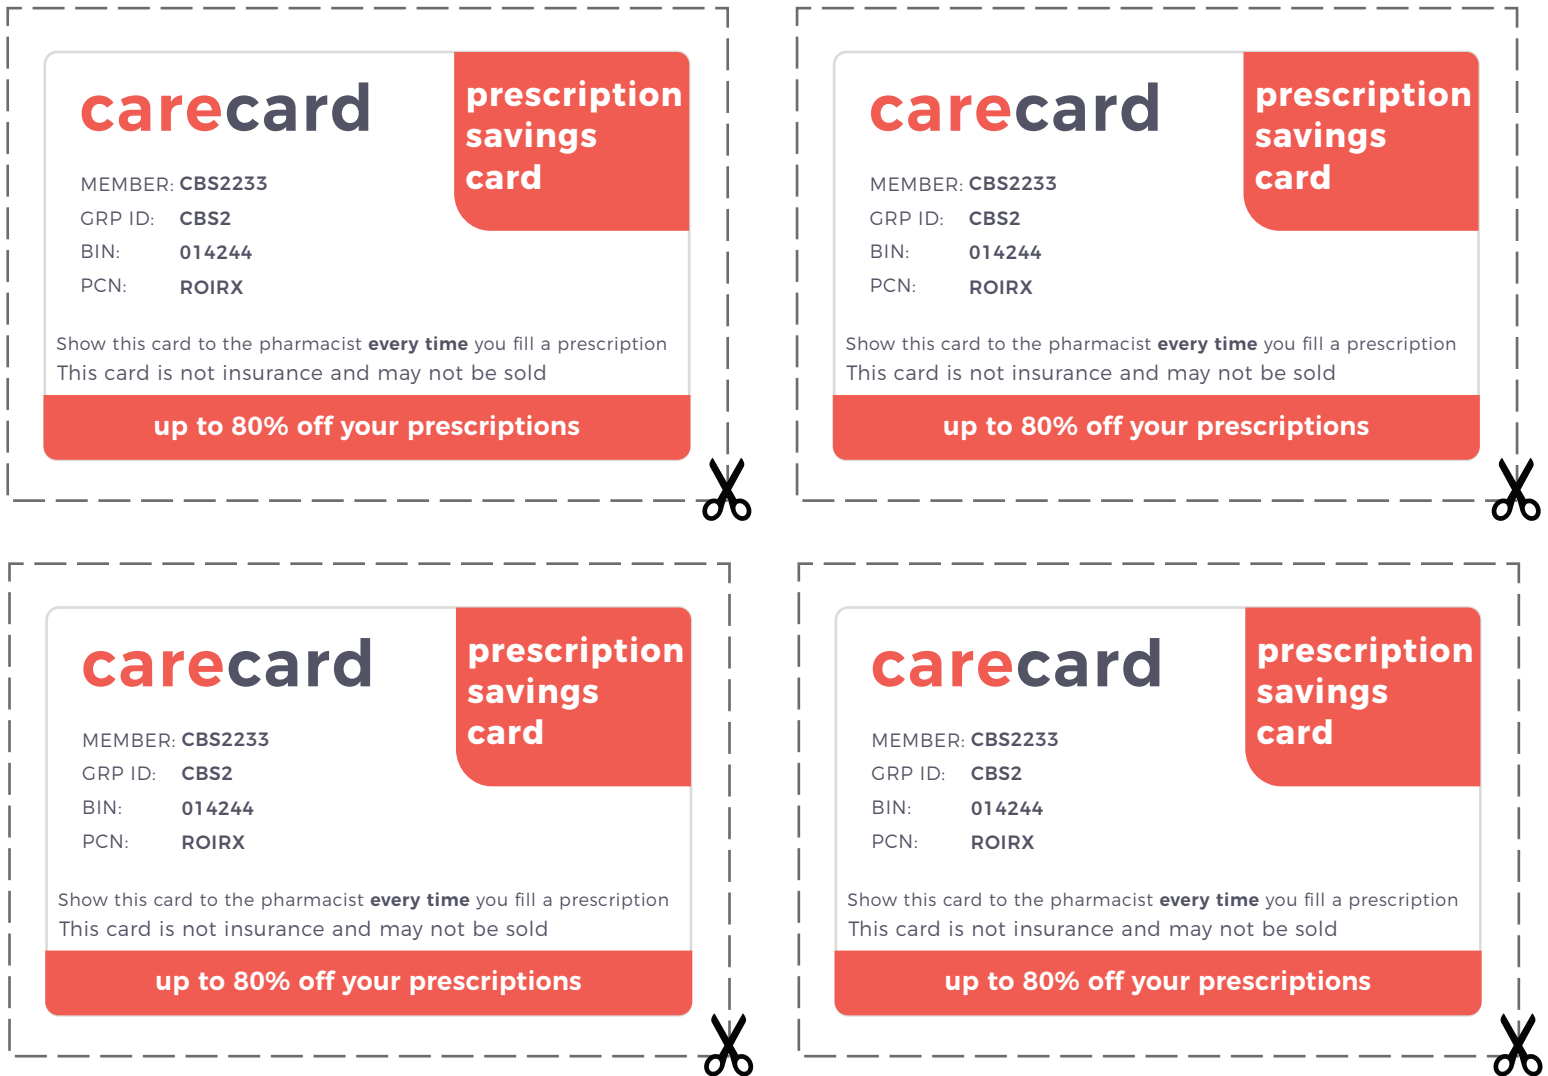 carecard
prescription
savings
card
MEMBER: CBS2233
GRP ID: CBS2
BIN: 014244
PCN: ROIRX
Show this card to the pharmacist every time you fill a prescription
This card is not insurance and may not be sold
up to 80% off your prescriptions
carecard
prescription
savings
card
MEMBER: CBS2233
GRP ID: CBS2
BIN: 014244
PCN: ROIRX
Show this card to the pharmacist every time you fill a prescription
This card is not insurance and may not be sold
up to 80% off your prescriptions
carecard
prescription
savings
card
MEMBER: CBS2233
GRP ID: CBS2
BIN: 014244
PCN: ROIRX
Show this card to the pharmacist every time you fill a prescription
This card is not insurance and may not be sold
up to 80% off your prescriptions
carecard
prescription
savings
card
MEMBER: CBS2233
GRP ID: CBS2
BIN: 014244
PCN: ROIRX
Show this card to the pharmacist every time you fill a prescription
This card is not insurance and may not be sold
up to 80% off your prescriptions